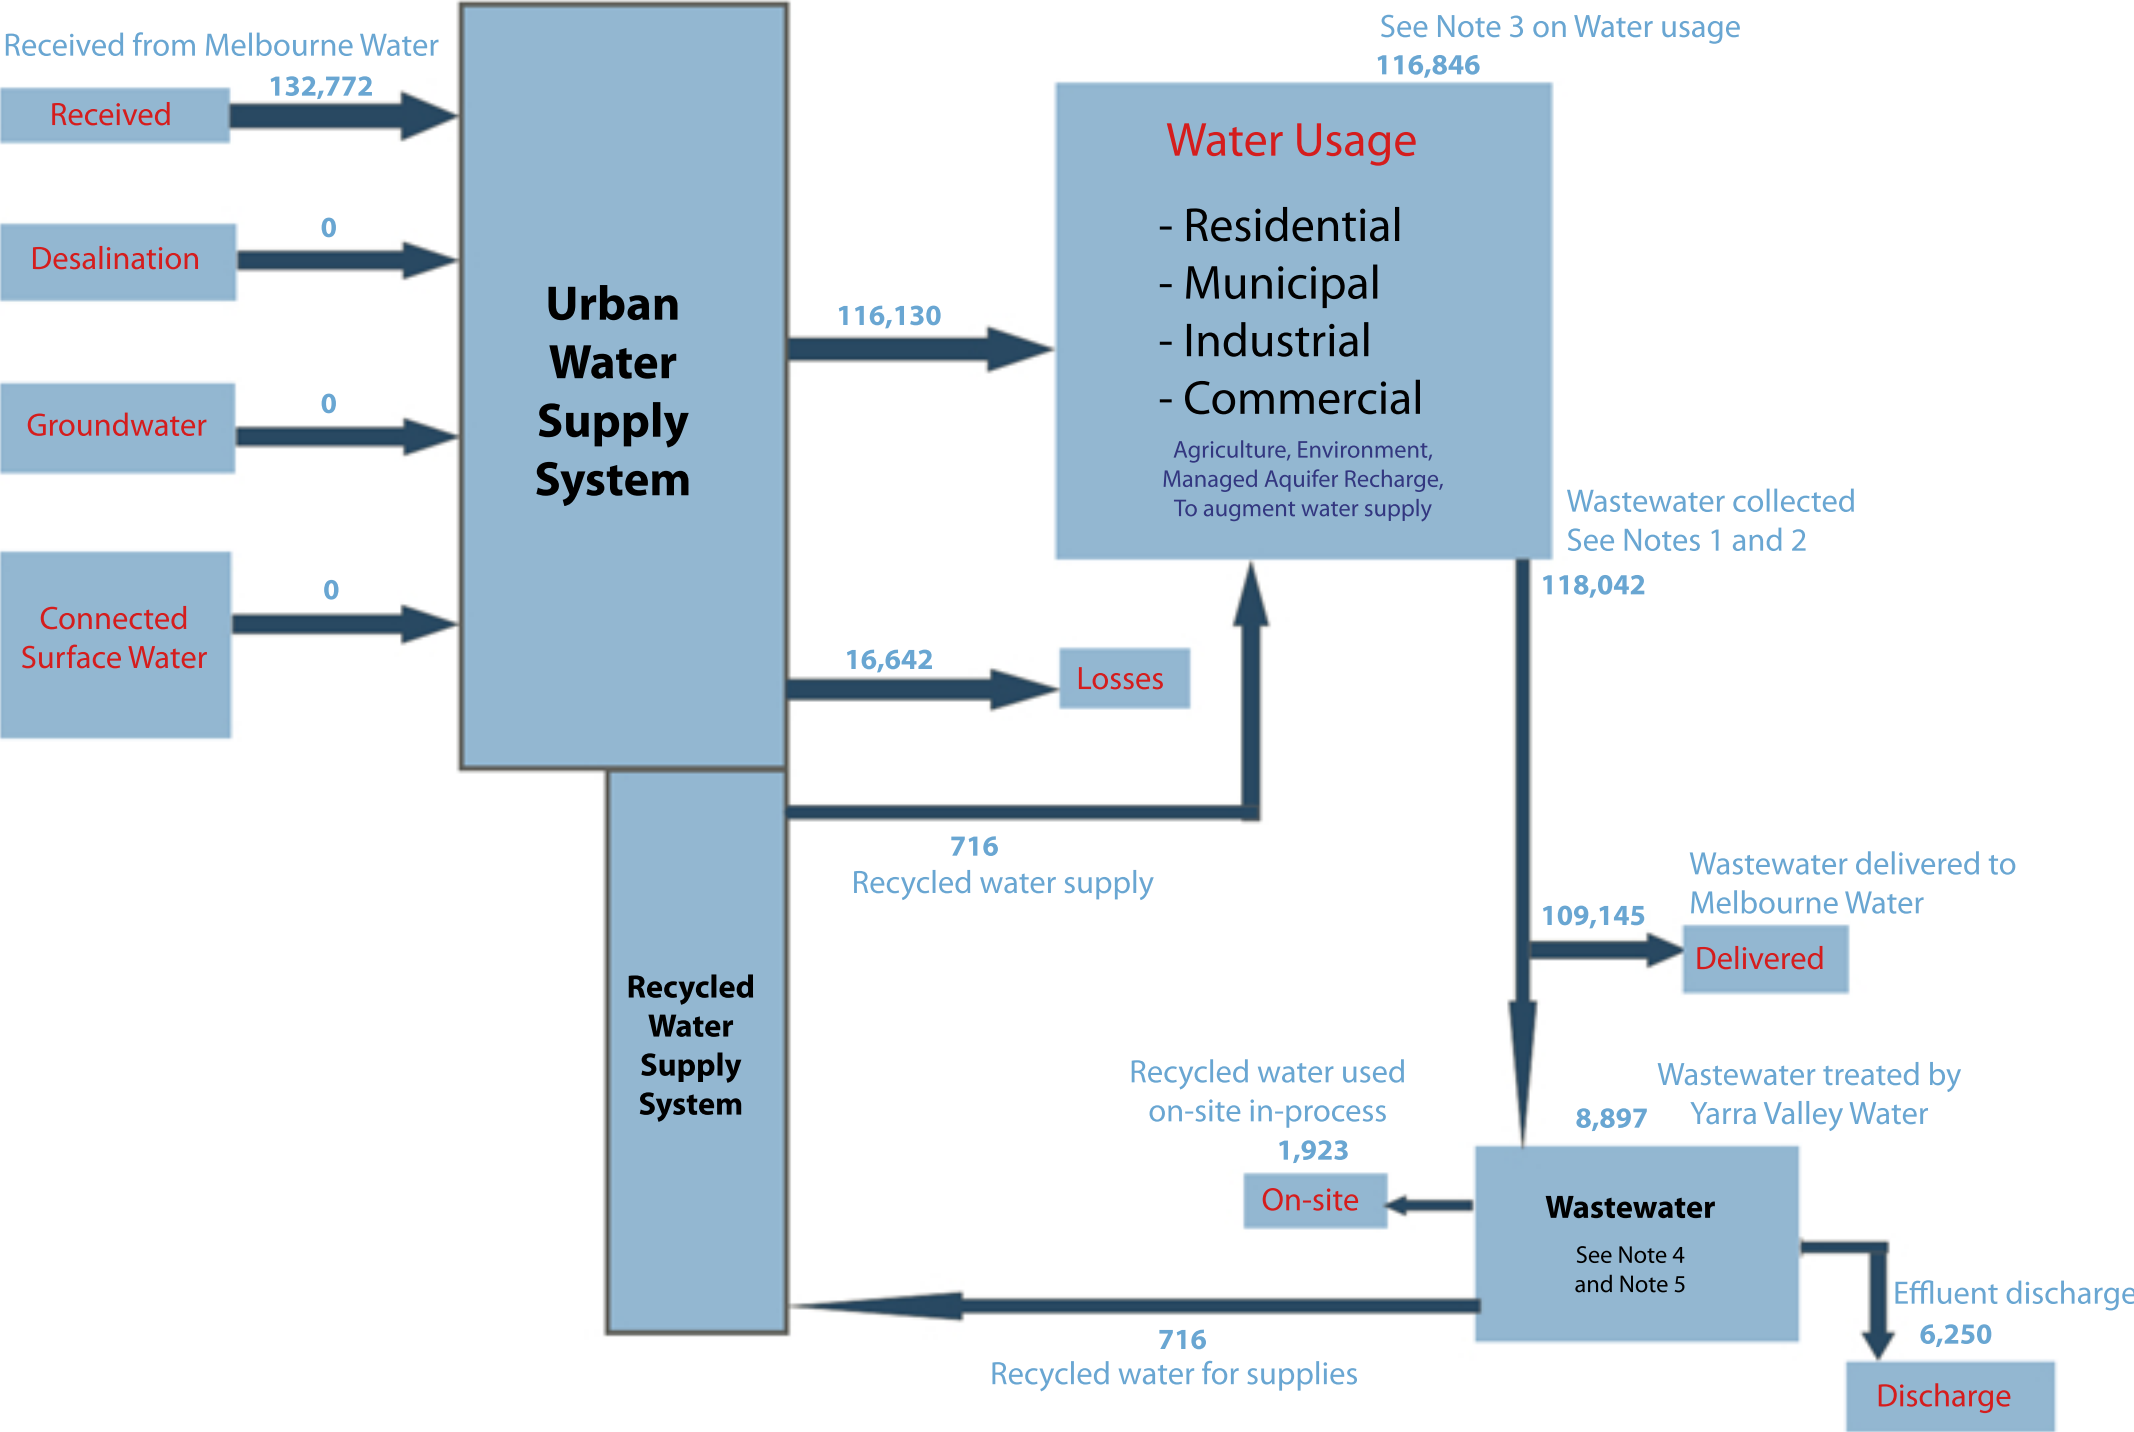 Received from Melbourne Water
132,772
Received
0
Desalination
0
Groundwater
0
Connected
Surface Water
Urban
Water
Supply
System
116,130
16,642
Losses
716
Recycled water supply
See Note 3 on Water usage
116,846
Water Usage
- Residential
- Municipal
- Industrial
- Commercial
Agriculture, Environment,
Managed Aquifer Recharge,
To augment water supply
Wastewater collected
See Notes 1 and 2
118,042
Wastewater delivered to
Melbourne Water
109,145
Delivered
Recycled
Water
Supply
System
Recycled water used
on-site in-process
1,923
On-site
Wastewater treated by
Yarra Valley Water
8,897
Wastewater
See Note 4
and Note 5
716
Recycled water for supplies
Effluent discharge
6,250
Discharge